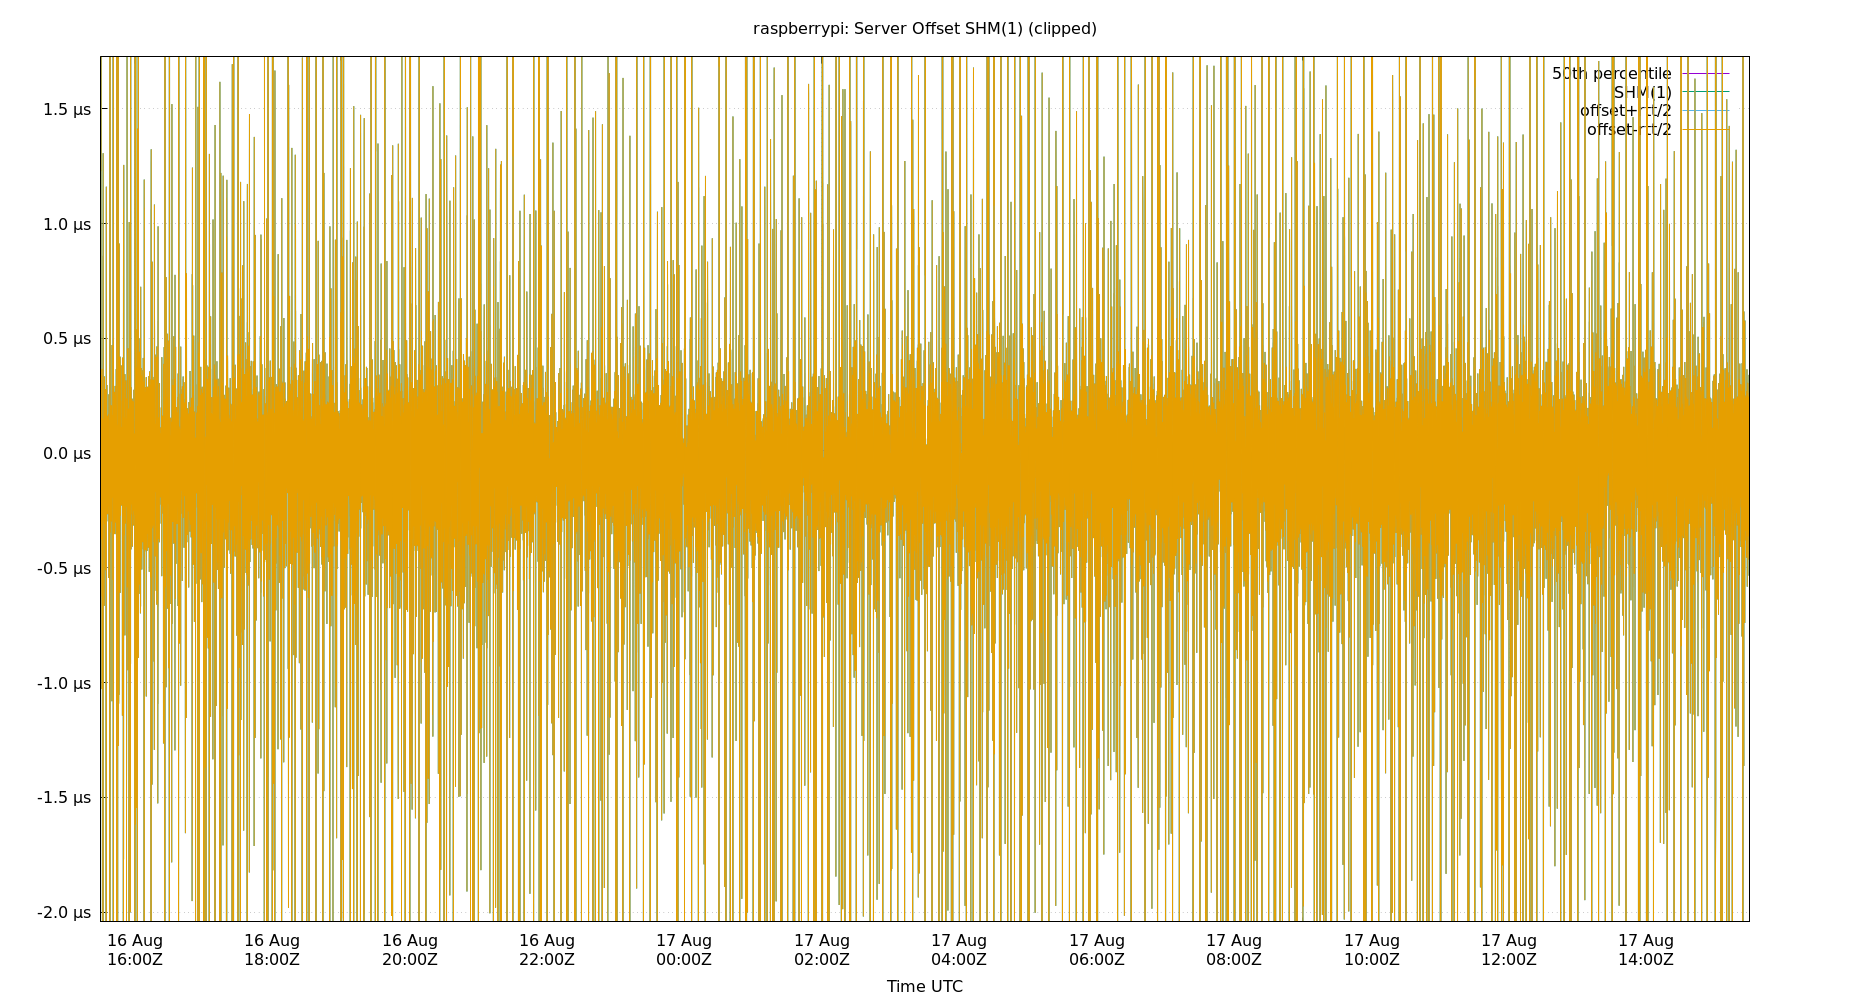 raspberrypi: Server Offset SHM(1) (clipped)
50th percentile
SHM(1)
offset+rtt/2
offset-rtt/2
1.5 μs
1.0 μs
0.5 μs
0.0 μs
-0.5 μs
-1.0 μs
-1.5 μs
-2.0 μs
16 Aug 16 Aug 16 Aug 16 Aug 17 Aug 17 Aug 17 Aug 17 Aug 17 Aug 17 Aug 17 Aug 17 Aug
16:00Z 18:00Z 20:00Z 22:00Z 00:00Z 02:00Z 04:00Z 06:00Z 08:00Z 10:00Z 12:00Z 14:00Z
Time UTC